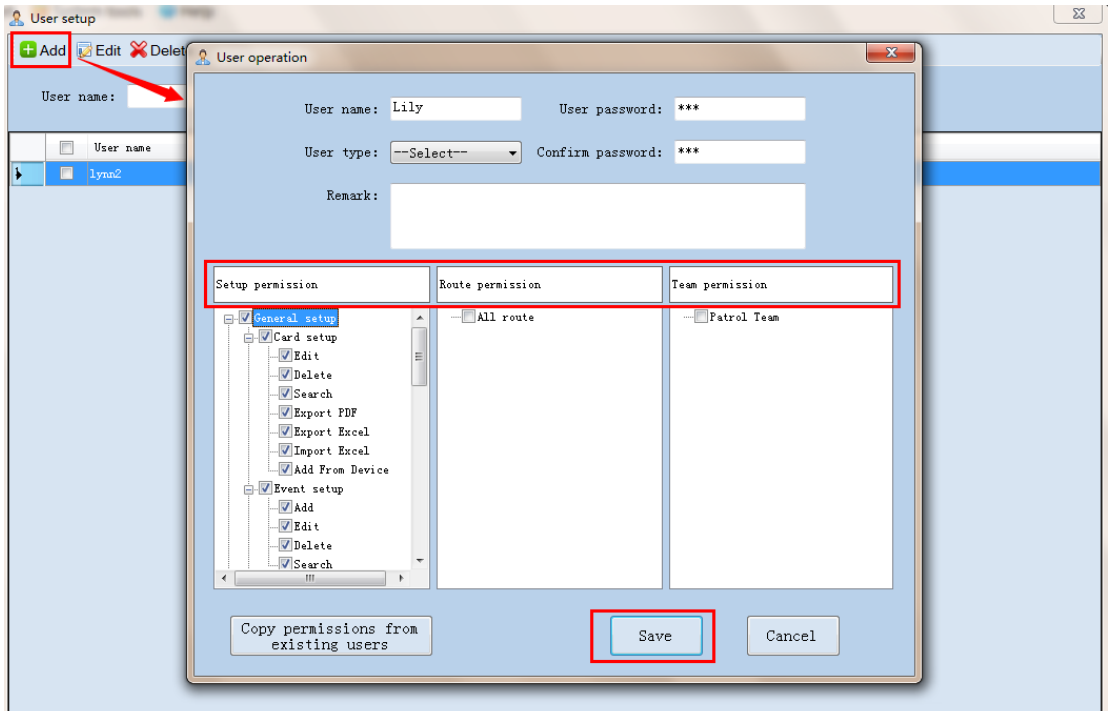 User setup
Add Edit Delet
User operation
User name:
User name: Lily User password: ***
User type: --Select-- Confirm password: ***
User name
lynn2
Remark:
Setup permission Route permission Team permission
General setup All route Patrol Team
Card setup
Edit
Delete
Search
Export PDF
Export Excel
Import Excel
Add From Device
Event setup
Add
Edit
Delete
Search
Copy permissions from
existing users
Save Cancel